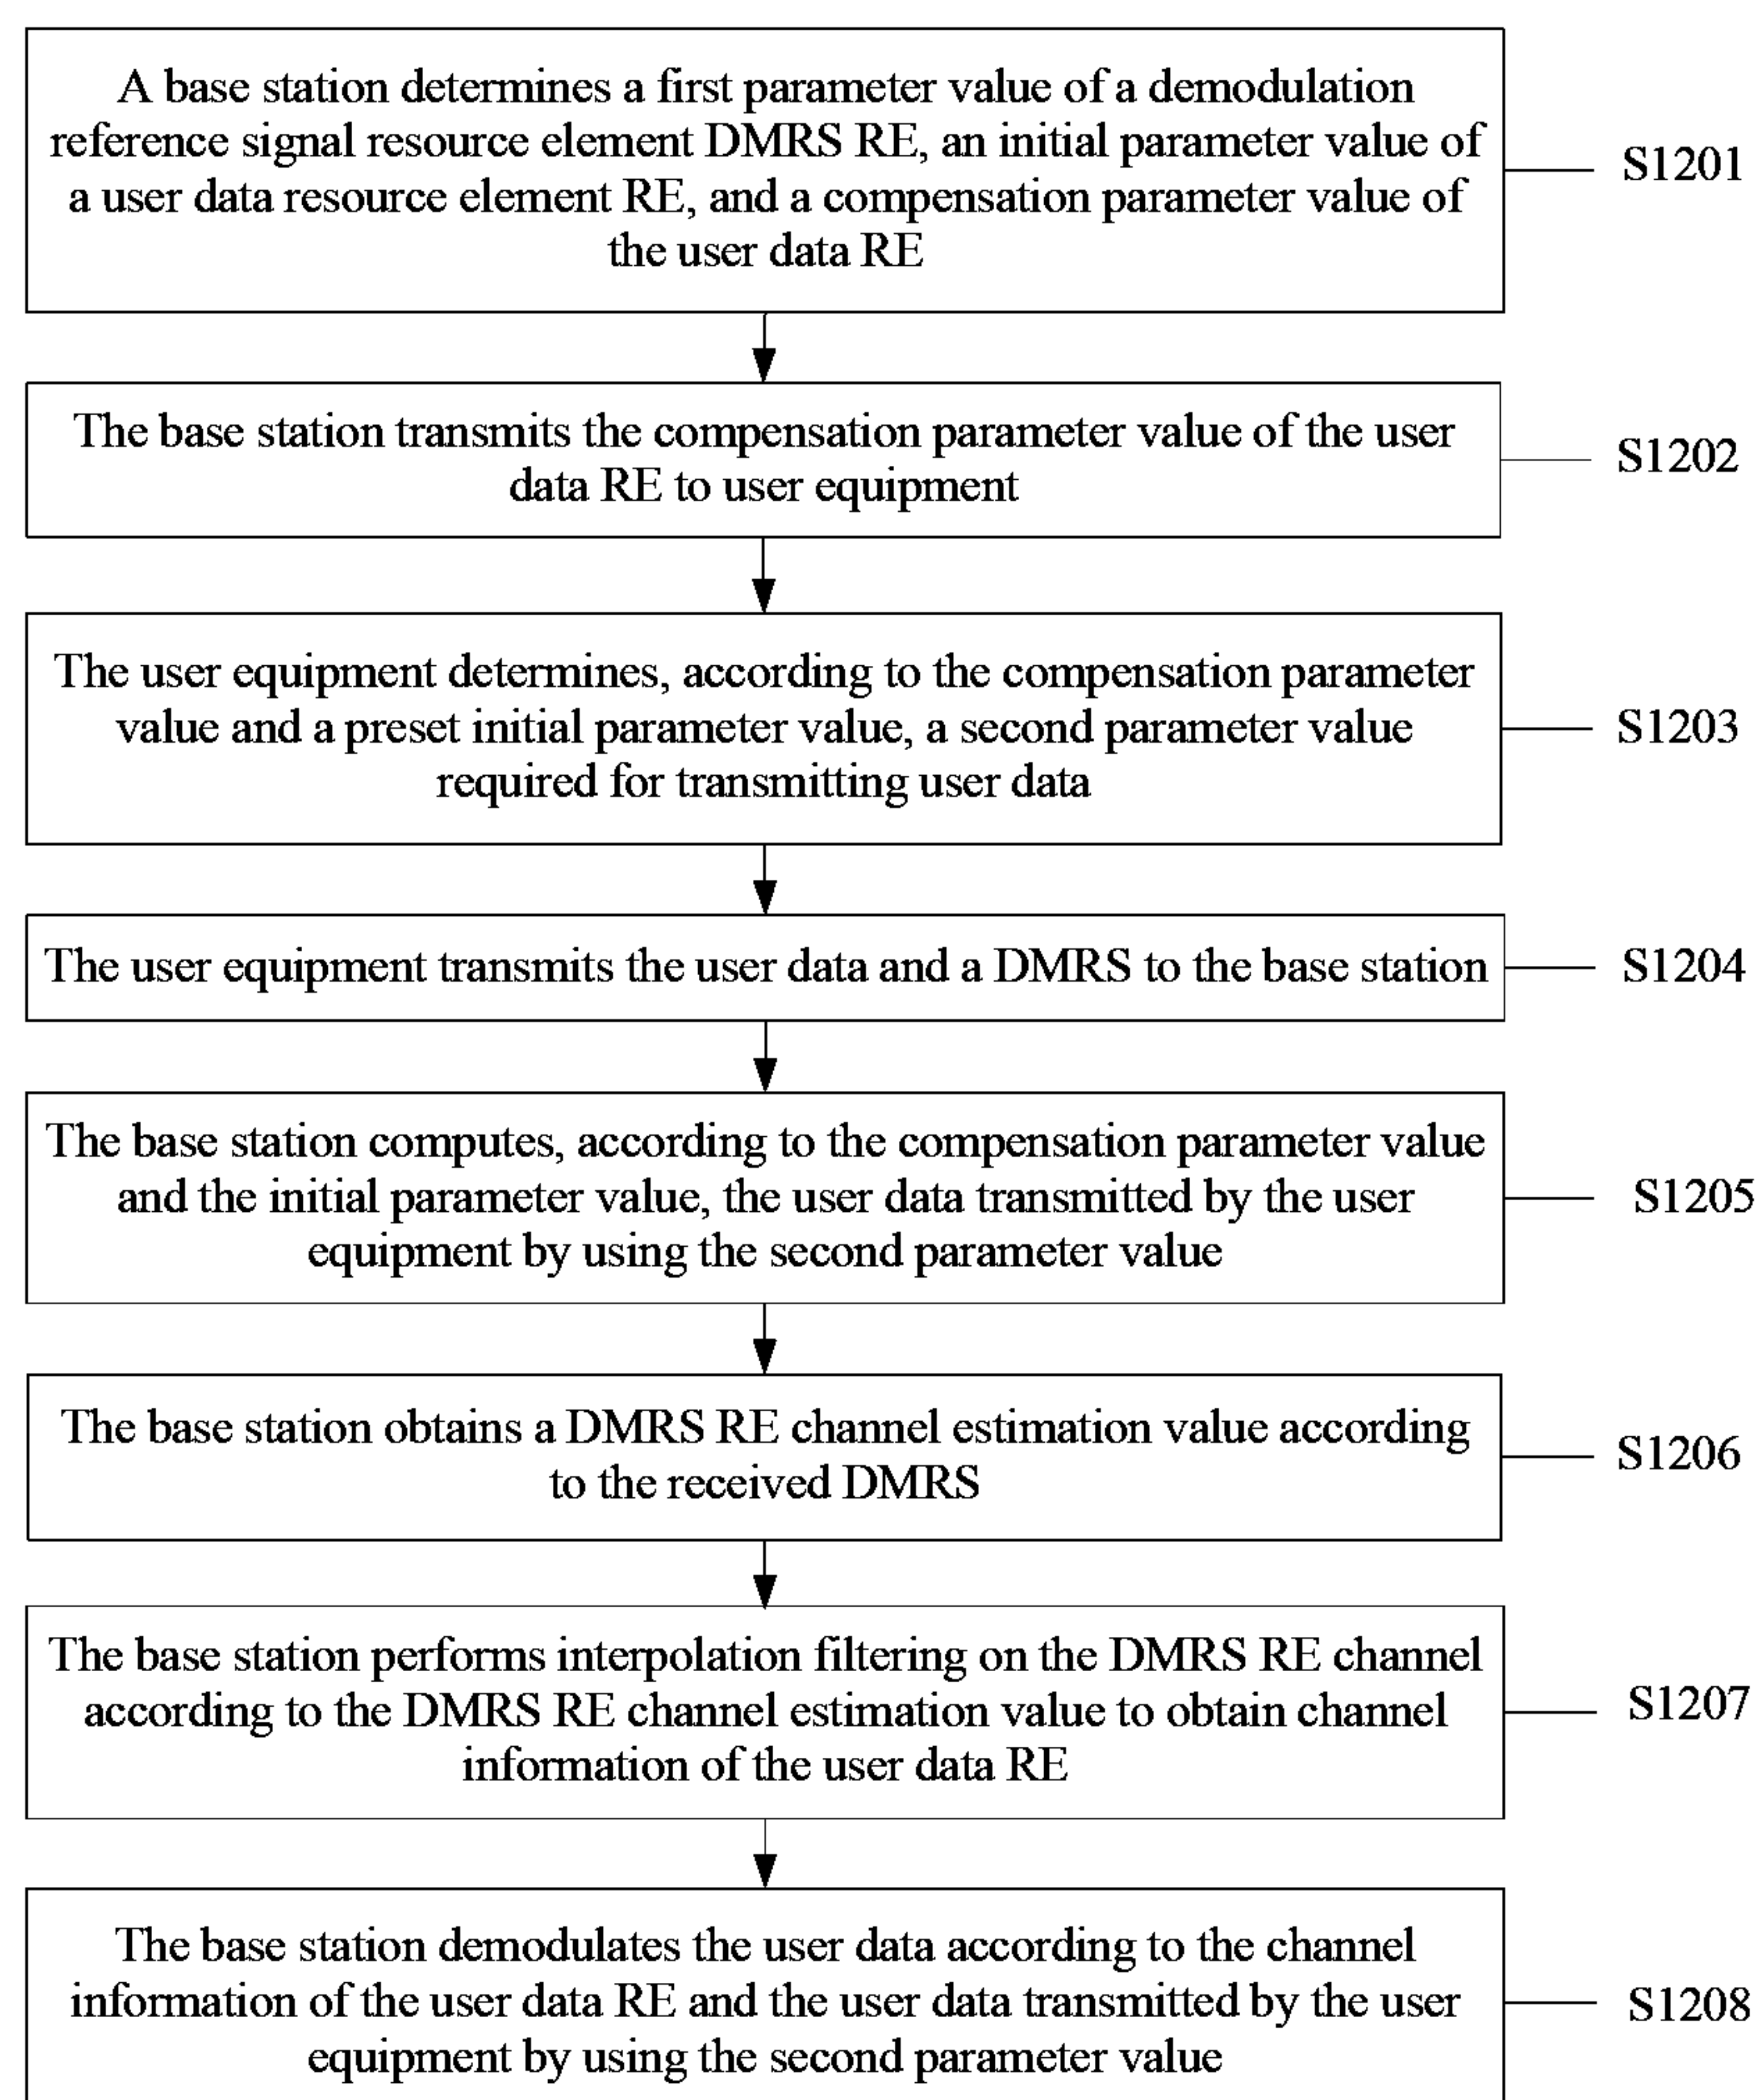 A base station determines a first parameter value of a demodulation
reference signal resource element DMRS RE, an initial parameter value of
a user data resource element RE, and a compensation parameter value of
the user data RE
S1201
The base station transmits the compensation parameter value of the user
data RE to user equipment
S1202
The user equipment determines, according to the compensation parameter
value and a preset initial parameter value, a second parameter value
required for transmitting user data
S1203
The user equipment transmits the user data and a DMRS to the base station
S1204
The base station computes, according to the compensation parameter value
and the initial parameter value, the user data transmitted by the user
equipment by using the second parameter value
S1205
The base station obtains a DMRS RE channel estimation value according
to the received DMRS
S1206
The base station performs interpolation filtering on the DMRS RE channel
according to the DMRS RE channel estimation value to obtain channel
information of the user data RE
S1207
The base station demodulates the user data according to the channel
information of the user data RE and the user data transmitted by the user
equipment by using the second parameter value
S1208